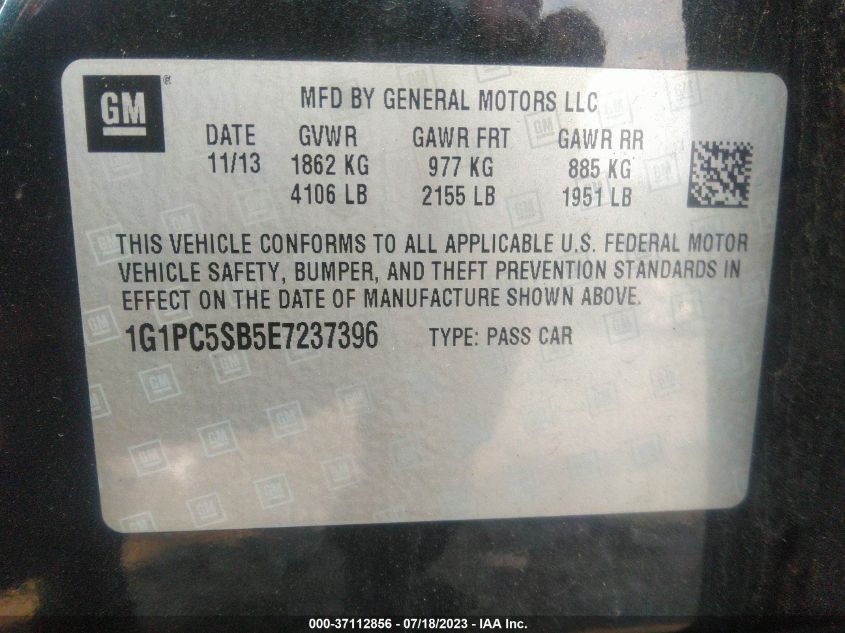 GM
MFD BY GENERAL MOTORS LLC
DATE GVWR GAWR FRT GAWR RR
11/13 1862 KG 977 KG 885 KG
4106 LB 2155 LB 1951 LB
THIS VEHICLE CONFORMS TO ALL APPLICABLE U.S. FEDERAL MOTOR
VEHICLE SAFETY, BUMPER, AND THEFT PREVENTION STANDARDS IN
EFFECT ON THE DATE OF MANUFACTURE SHOWN ABOVE.
1G1PC5SB5E7237396 TYPE: PASS CAR
000-37112856 - 07/18/2023 - IAA Inc.